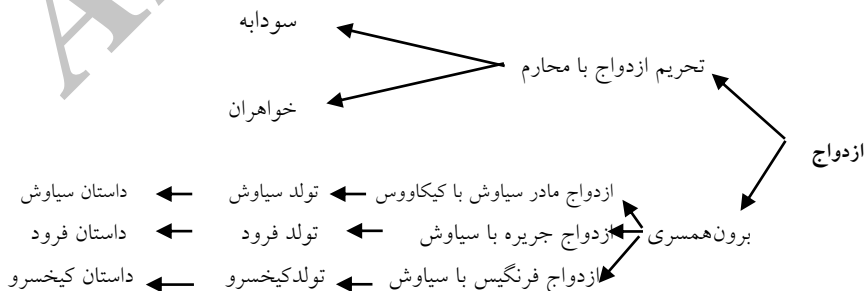 سودابه
تحریم ازدواج با محارم
خواهران
ازدواج
ازدواج مادر سیاوش با کیکاووس تولد سیاوش داستان سیاوش
برون‌همسری ازدواج جریره با سیاوش تولد فرود داستان فرود
ازدواج فرنگیس با سیاوش تولدکیخسرو داستان کیخسرو